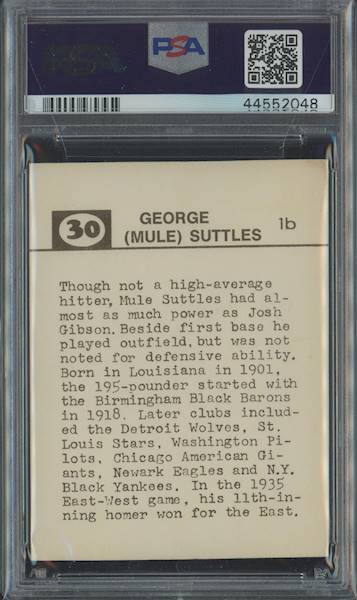 PSA
44552048
30
GEORGE
(MULE) SUTTLES
1b
Though not a high-average
hitter, Mule Suttles had al-
most as much power as Josh
Gibson. Beside first base he
played outfield, but was not
noted for defensive ability.
Born in Louisiana in 1901,
the 195-pounder started with
the Birmingham Black Barons
in 1918. Later clubs includ-
ed the Detroit Wolves, St.
Louis Stars, Washington Pi-
lots, Chicago American Gi-
ants, Newark Eagles and N.Y.
Black Yankees. In the 1935
East-West game, his 11th-in-
ning homer won for the East.